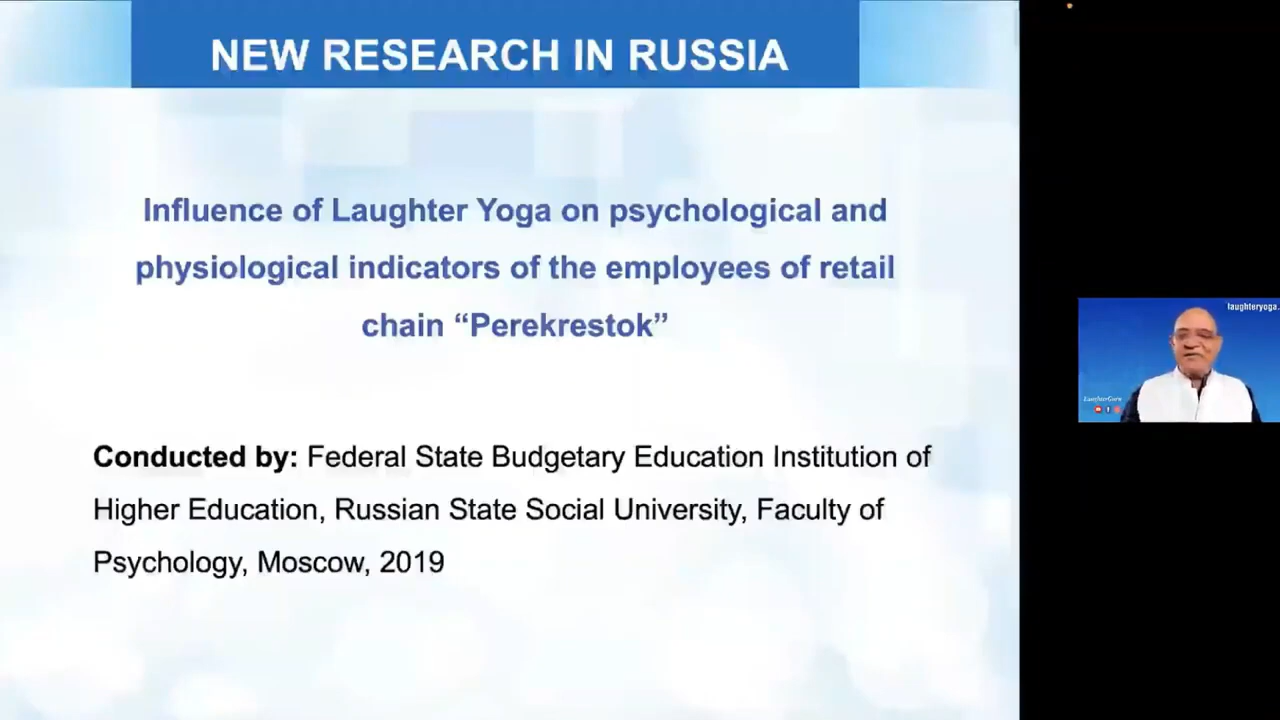 NEW RESEARCH IN RUSSIA
Influence of Laughter Yoga on psychological and
physiological indicators of the employees of retail
chain “Perekrestok”
Conducted by: Federal State Budgetary Education Institution of
Higher Education, Russian State Social University, Faculty of
Psychology, Moscow, 2019
laughteryoga.
LaughterGuru